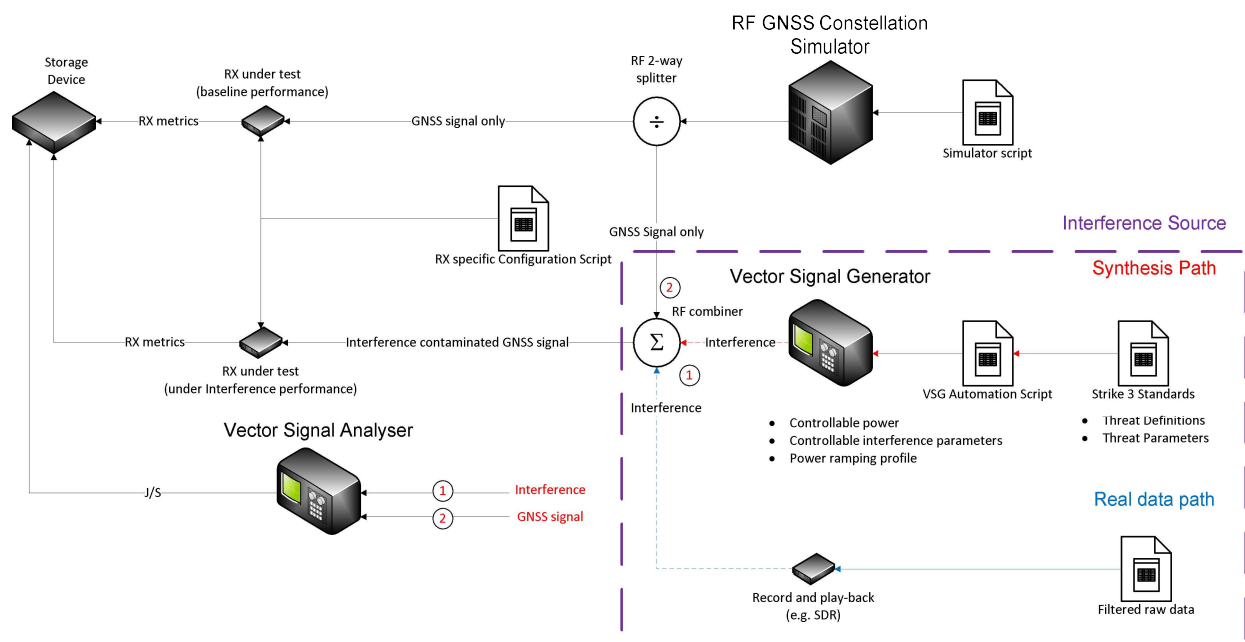 RF GNSS Constellation
Simulator
Storage
Device
RX under test
(baseline performance)
RF 2-way
splitter
÷
RX metrics
GNSS signal only
Simulator script
GNSS Signal only
Interference Source
RX specific Configuration Script
Synthesis Path
Vector Signal Generator
2
RF combiner
Σ
RX metrics
Interference contaminated GNSS signal
Interference
1
RX under test
(under Interference performance)
VSG Automation Script
Strike 3 Standards
Interference
• Controllable power
• Controllable interference parameters
• Power ramping profile
• Threat Definitions
• Threat Parameters
Vector Signal Analyser
J/S
1
Interference
2
GNSS signal
Real data path
Record and play-back
(e.g. SDR)
Filtered raw data